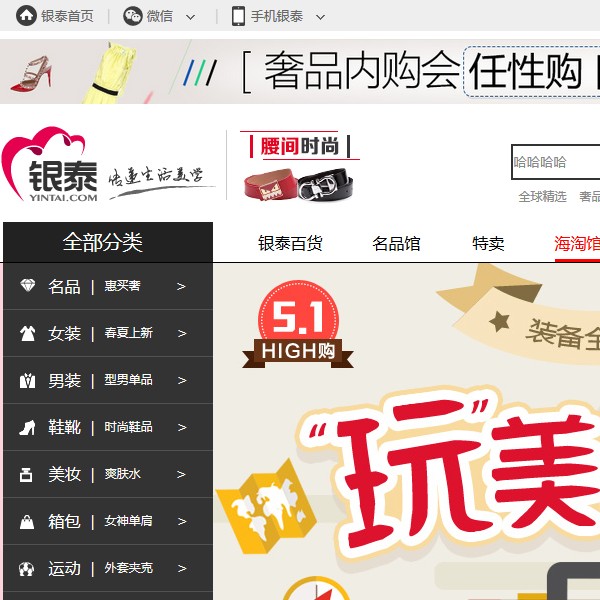 银泰首页 微信 手机银泰
[ 奢品内购会 任性购
腰间时尚
银泰 传递生活美学
YINTAI.COM
哈哈哈哈
全球精选 奢品
全部分类 银泰百货 名品馆 特卖 海淘馆
名品 | 惠买奢 >
女装 | 春夏上新 >
男装 | 型男单品 >
鞋靴 | 时尚鞋品 >
美妆 | 爽肤水 >
箱包 | 女神单肩 >
运动 | 外套夹克 >
5.1
HIGH购
装备全
“玩”美